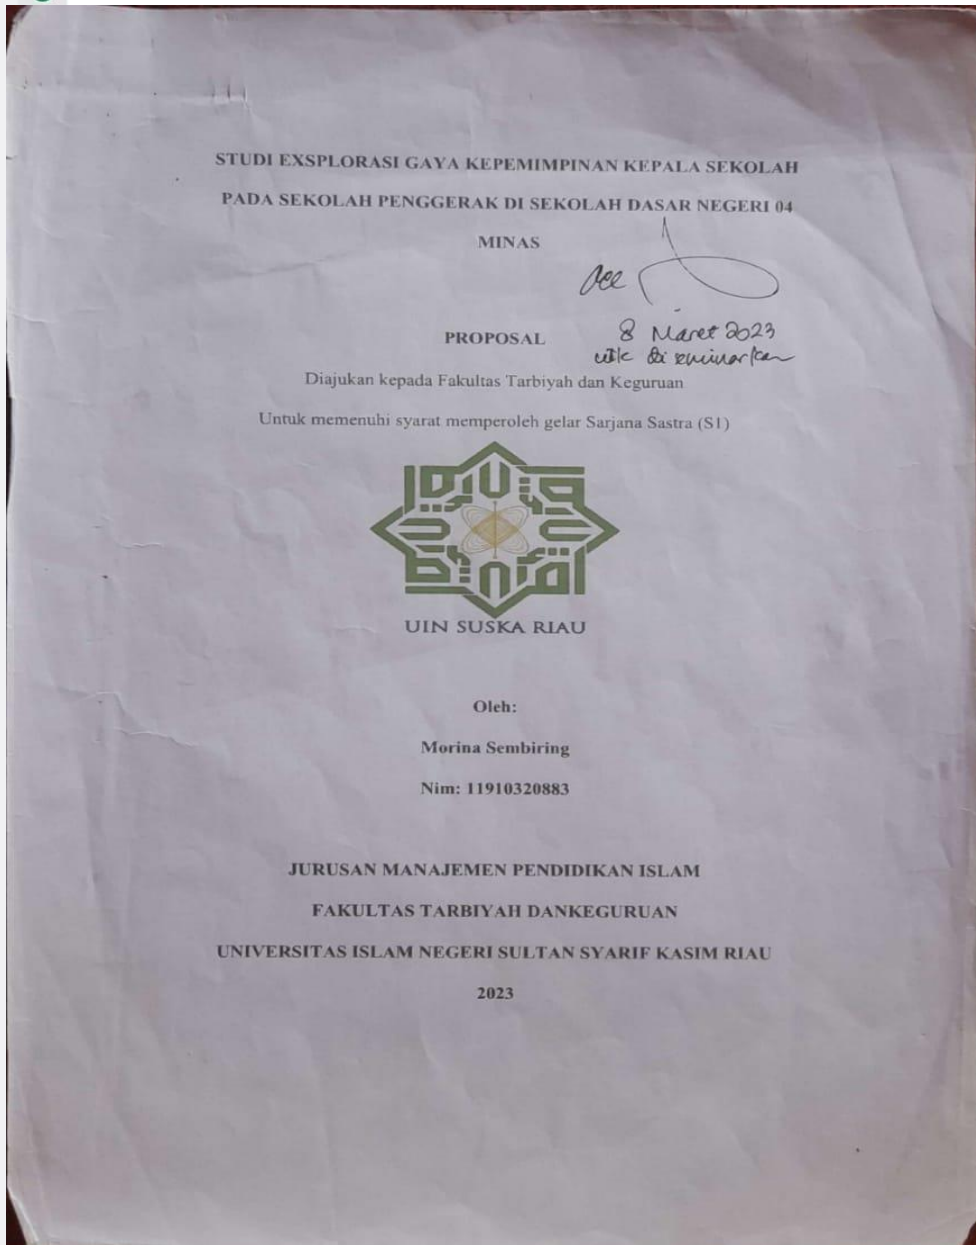 STUDI EXSPLORASI GAYA KEPEMIMPINAN KEPALA SEKOLAH
PADA SEKOLAH PENGGERAK DI SEKOLAH DASAR NEGERI 04
MINAS
Acc
PROPOSAL
8 Maret 2023
utk di seminarkan
Diajukan kepada Fakultas Tarbiyah dan Keguruan
Untuk memenuhi syarat memperoleh gelar Sarjana Sastra (S1)
UIN SUSKA RIAU
Oleh:
Morina Sembiring
Nim: 11910320883
JURUSAN MANAJEMEN PENDIDIKAN ISLAM
FAKULTAS TARBIYAH DANKEGURUAN
UNIVERSITAS ISLAM NEGERI SULTAN SYARIF KASIM RIAU
2023